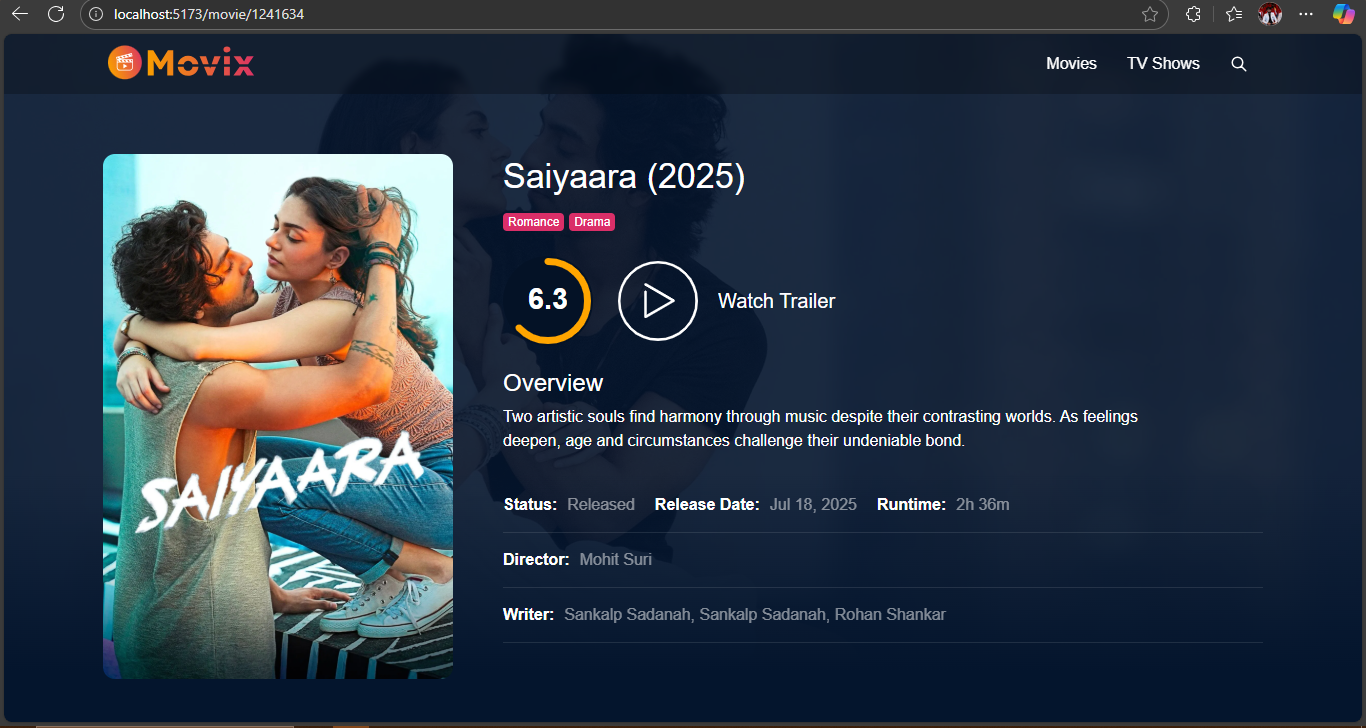 localhost:5173/movie/1241634
Movix
Movies TV Shows
Saiyaara (2025)
Romance Drama
6.3 Watch Trailer
SAIYAARA
Overview
Two artistic souls find harmony through music despite their contrasting worlds. As feelings
deepen, age and circumstances challenge their undeniable bond.
Status: Released Release Date: Jul 18, 2025 Runtime: 2h 36m
Director: Mohit Suri
Writer: Sankalp Sadanah, Sankalp Sadanah, Rohan Shankar